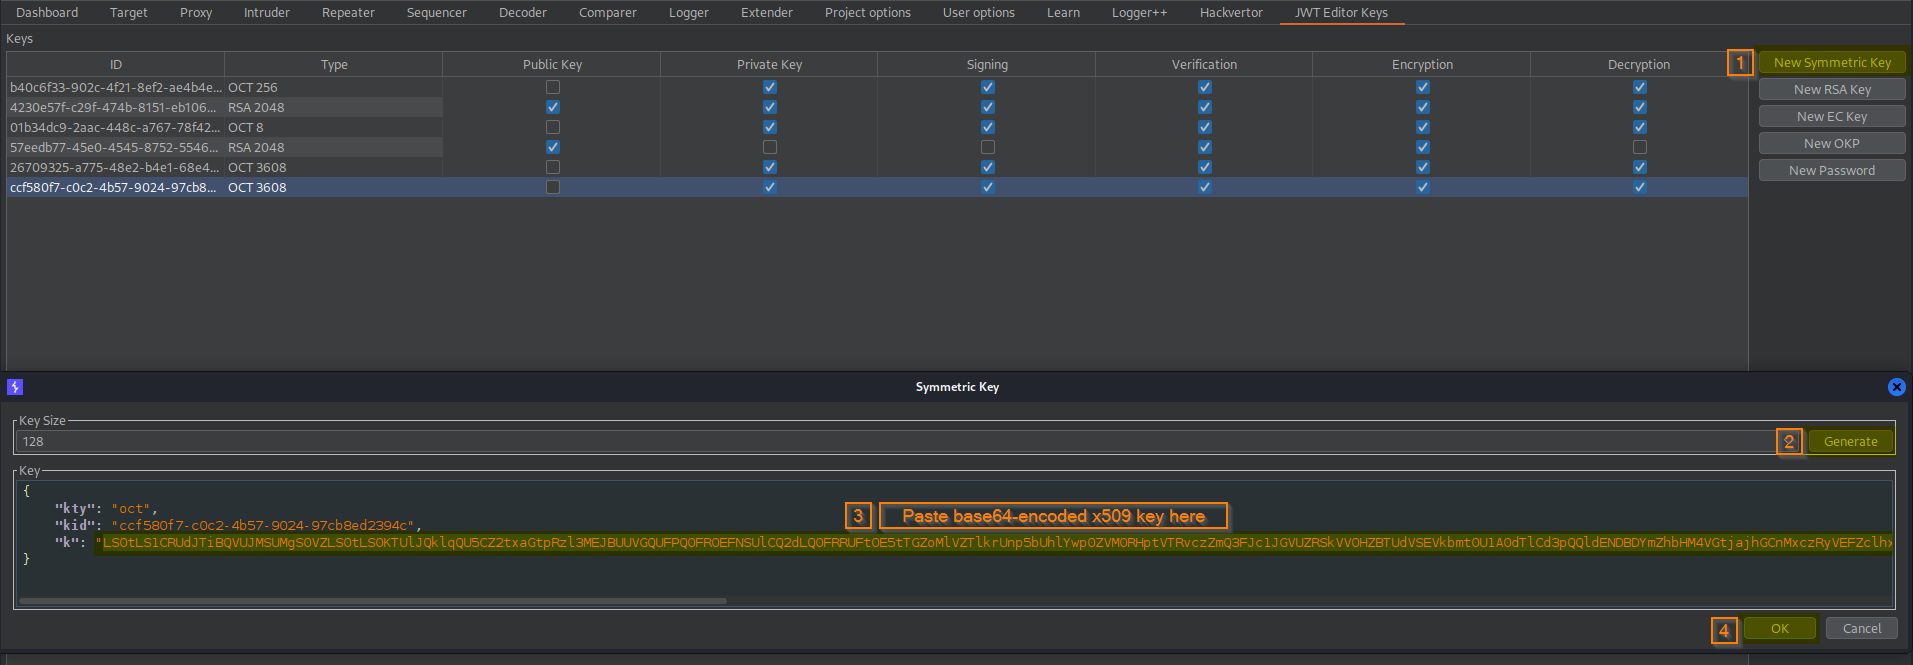 Dashboard Target Proxy Intruder Repeater Sequencer Decoder Comparer Logger Extender Project options User options Learn Logger++ Hackvertor JWT Editor Keys
Keys
ID Type Public Key Private Key Signing Verification Encryption Decryption
1 New Symmetric Key
b40c6f33-902c-4f21-8ef2-ae4b4e... OCT 256
New RSA Key
4230e57f-c29f-474b-8151-eb106... RSA 2048
New EC Key
01b34dc9-2aac-448c-a767-78f42... OCT 8
New OKP
57eedb77-45e0-4545-8752-5546... RSA 2048
26709325-a775-48e2-b4e1-68e4... OCT 3608
New Password
ccf580f7-c0c2-4b57-9024-97cb8... OCT 3608
Symmetric Key
Key Size
128
2 Generate
Key
{
"kty": "oct",
3 Paste base64-encoded x509 key here
"kid": "ccf580f7-c0c2-4b57-9024-97cb8ed2394c",
"k": "
}
4 OK Cancel